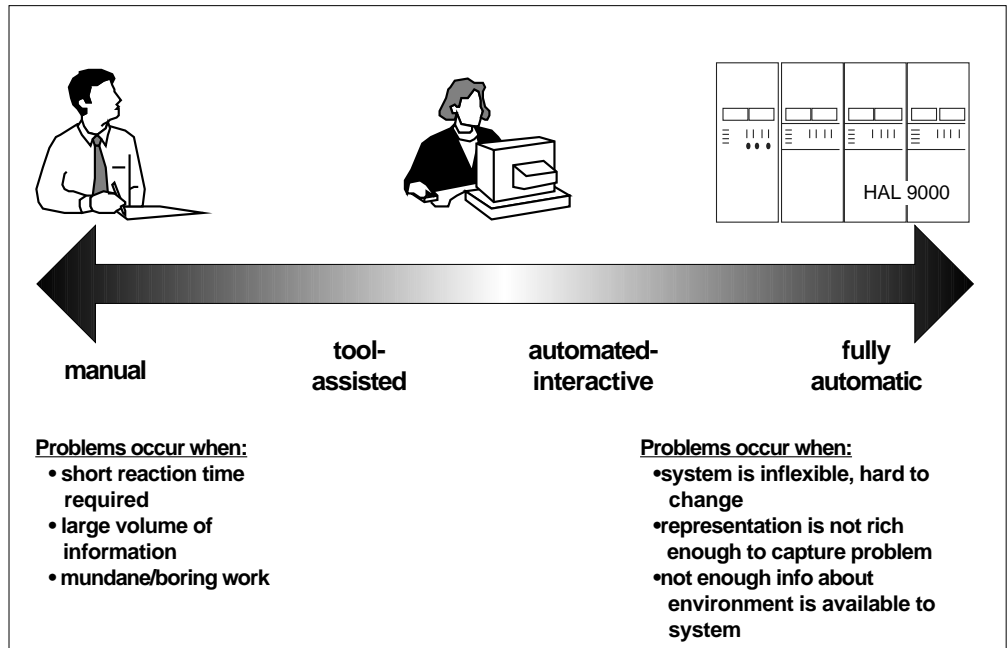 HAL 9000
manual
tool-
assisted
automated-
interactive
fully
automatic
Problems occur when:
• short reaction time
required
• large volume of
information
• mundane/boring work
Problems occur when:
•system is inflexible, hard to
change
•representation is not rich
enough to capture problem
•not enough info about
environment is available to
system